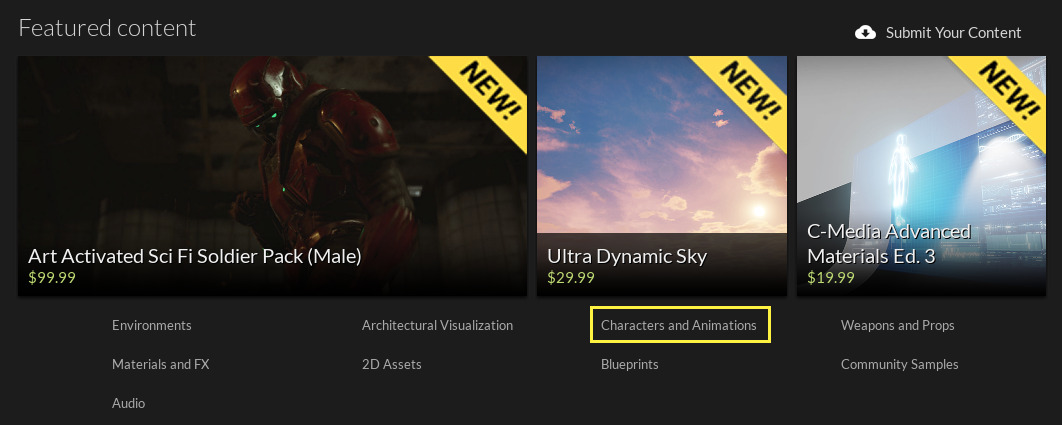 Featured content
Submit Your Content
NEW!
NEW!
NEW!
Art Activated Sci Fi Soldier Pack (Male)
$99.99
Ultra Dynamic Sky
$29.99
C-Media Advanced
Materials Ed. 3
$19.99
Environments
Architectural Visualization
Characters and Animations
Weapons and Props
Materials and FX
2D Assets
Blueprints
Community Samples
Audio